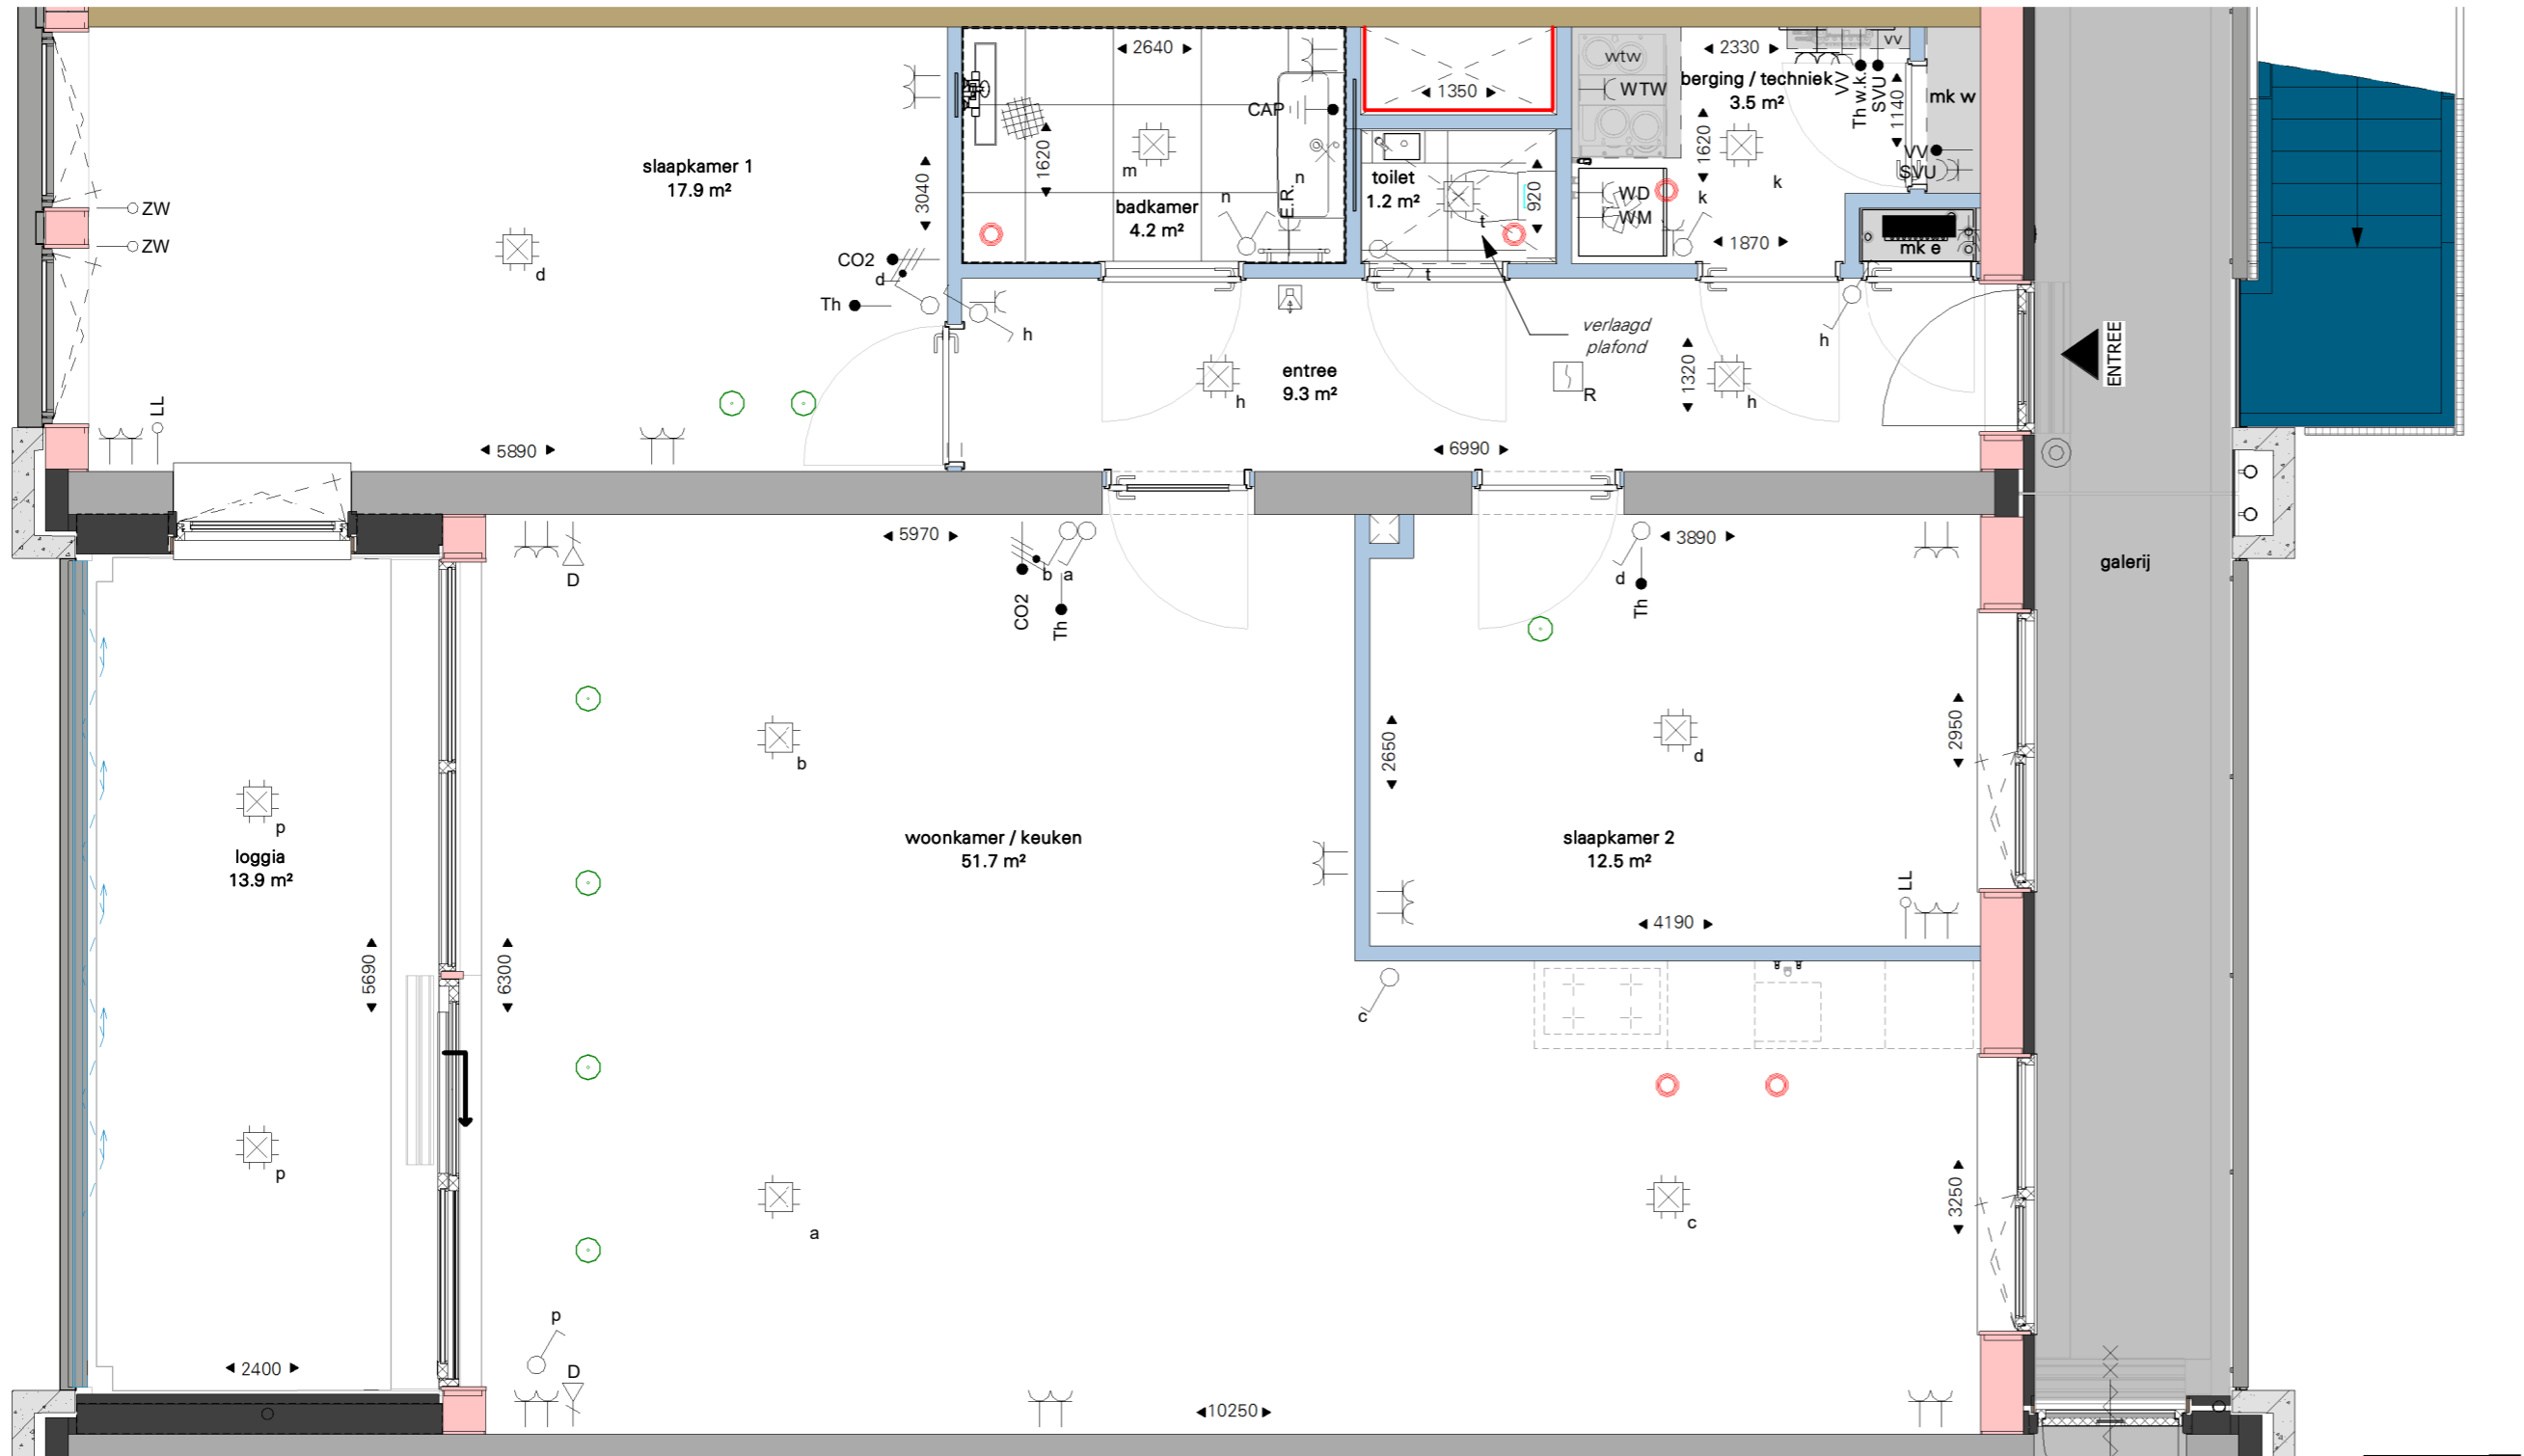 2640
1350
wtw
WTW
2330
berging / techniek
3.5 m²
vv
VV
Th w.k.
SVU
1140
mk w
VV
SVU
CAP
slaapkamer 1
17.9 m²
3040
1620
m
badkamer
4.2 m²
n
n
E.R.
toilet
1.2 m²
t
920
t
WD
WM
1620
k
k
1870
mk e
ZW
ZW
d
CO2
d
Th
h
verlaagd
plafond
h
ENTREE
entree
9.3 m²
h
R
1320
h
LL
5890
6990
D
5970
CO2
b
a
Th
d
Th
3890
galerij
b
2650
d
2950
p
loggia
13.9 m²
woonkamer / keuken
51.7 m²
slaapkamer 2
12.5 m²
LL
4190
5690
6300
c
p
a
c
3250
p
D
2400
10250